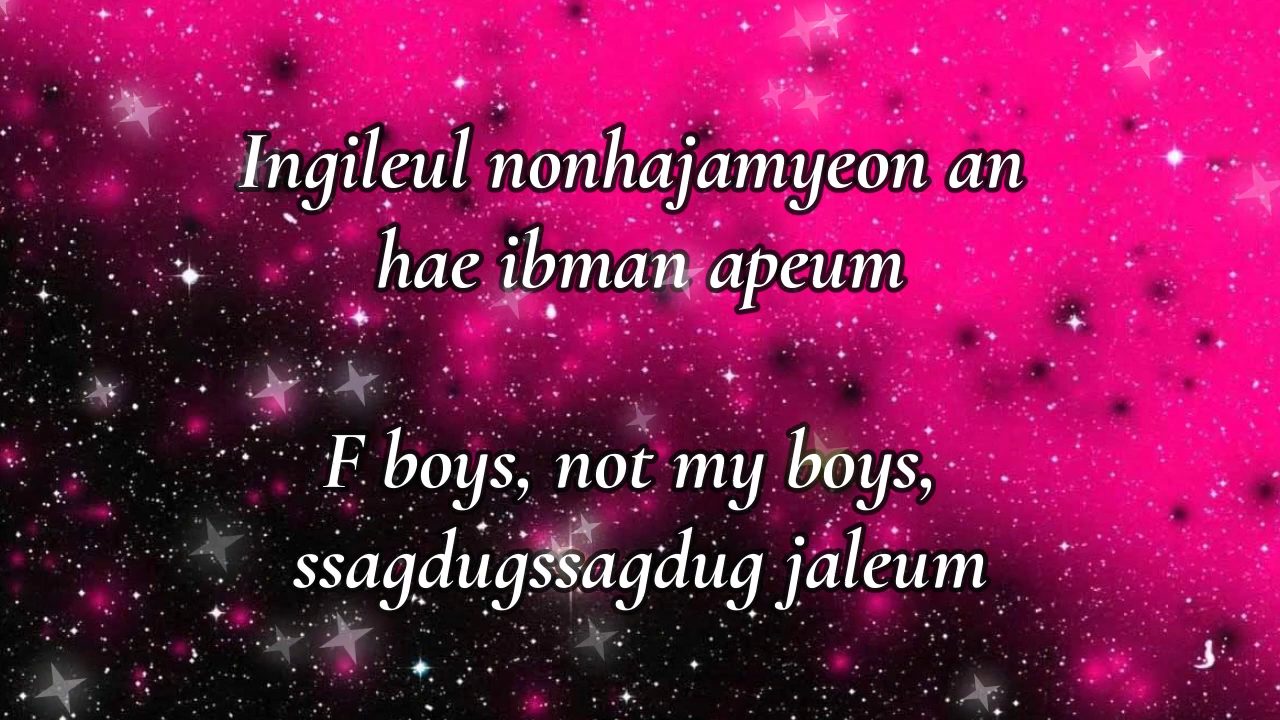 Ingileul nonhajamyeon an
hae ibman apeum
F boys, not my boys,
ssagdugssagdug jaleum